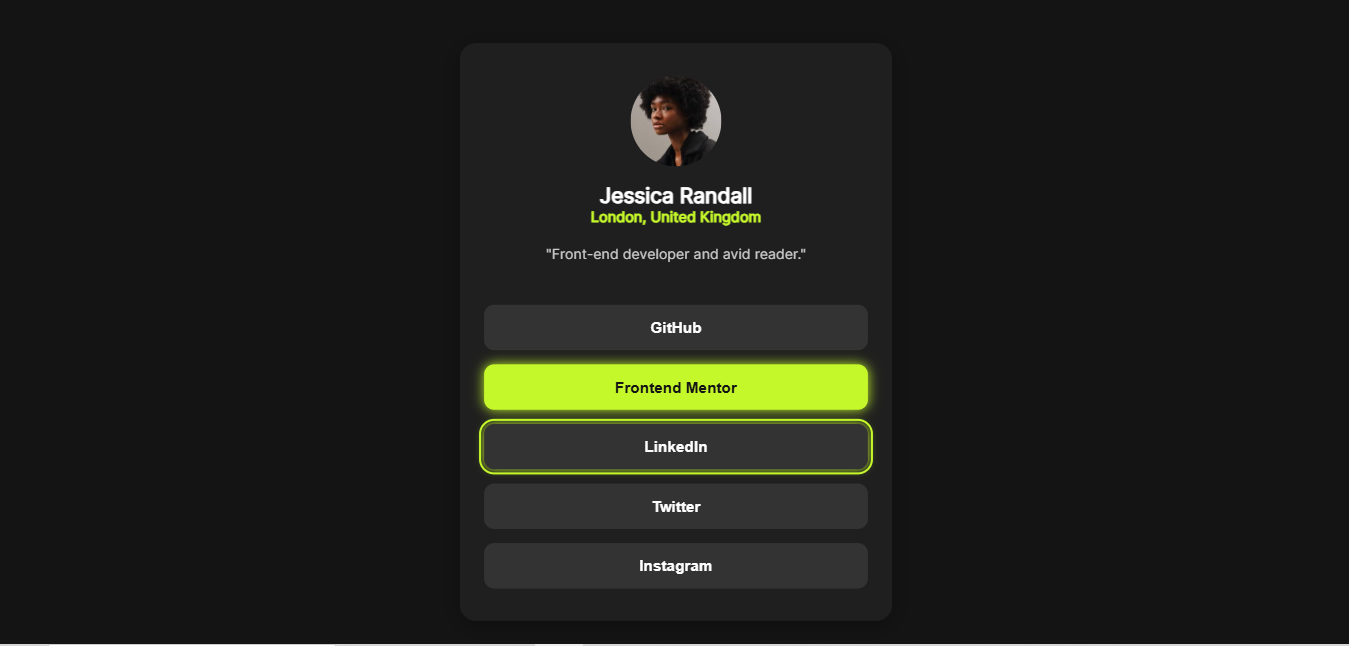 Jessica Randall
London, United Kingdom
"Front-end developer and avid reader."
GitHub
Frontend Mentor
LinkedIn
Twitter
Instagram